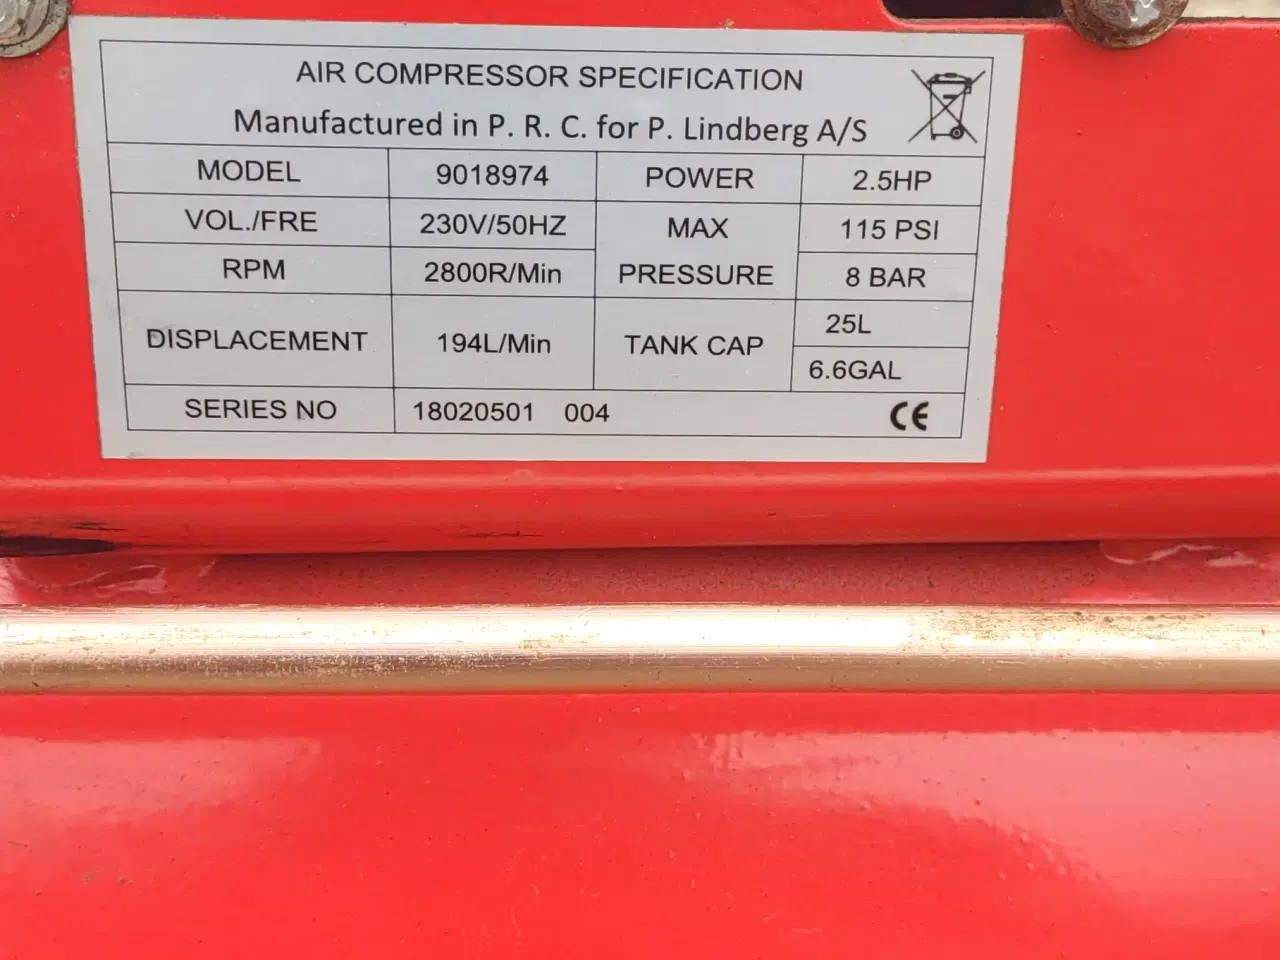 AIR COMPRESSOR SPECIFICATION
Manufactured in P. R. C. for P. Lindberg A/S
MODEL 9018974 POWER 2.5HP
VOL./FRE 230V/50HZ MAX 115 PSI
RPM 2800R/Min PRESSURE 8 BAR
DISPLACEMENT 194L/Min TANK CAP 25L
6.6GAL
SERIES NO 18020501 004 CE